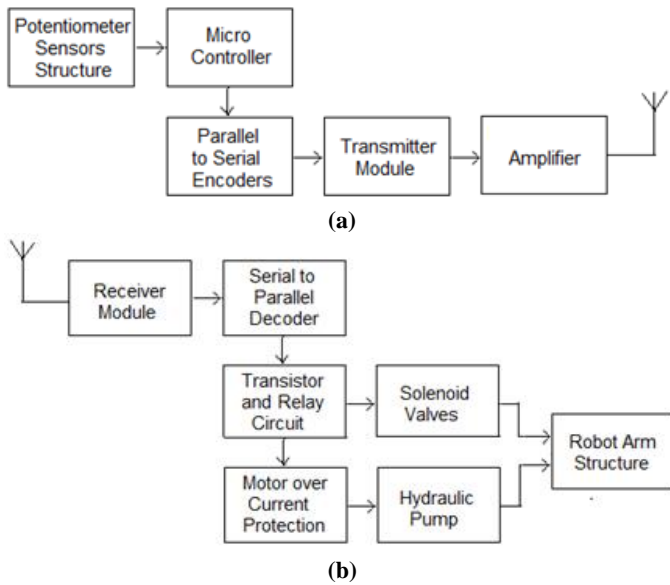 Potentiometer
Sensors
Structure
Micro
Controller
Parallel
to Serial
Encoders
Transmitter
Module
Amplifier
(a)
Receiver
Module
Serial to
Parallel
Decoder
Transistor
and Relay
Circuit
Solenoid
Valves
Robot Arm
Structure
Motor over
Current
Protection
Hydraulic
Pump
(b)